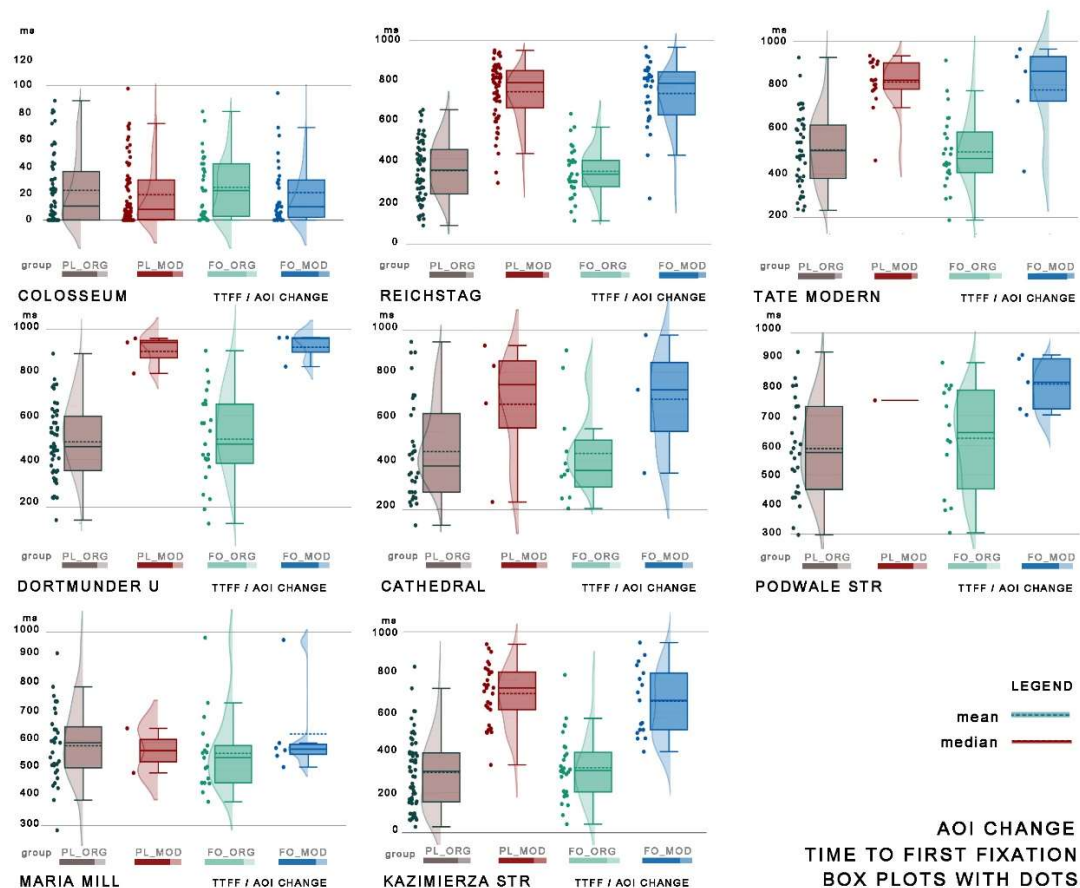 ms
120
100
80
60
40
20
0
group PL_ORG PL_MOD FO_ORG FO_MOD
COLOSSEUM TTFF / AOI CHANGE
ms
1000
800
600
400
200
0
group PL_ORG PL_MOD FO_ORG FO_MOD
REICHSTAG TTFF / AOI CHANGE
ms
1000
800
600
400
200
group PL_ORG PL_MOD FO_ORG FO_MOD
TATE MODERN TTFF / AOI CHANGE
ms
1000
800
600
400
200
group PL_ORG PL_MOD FO_ORG FO_MOD
DORTMUNDER U TTFF / AOI CHANGE
ms
1000
800
600
400
200
group PL_ORG PL_MOD FO_ORG FO_MOD
CATHEDRAL TTFF / AOI CHANGE
ms
1000
900
800
700
600
500
400
300
group PL_ORG PL_MOD FO_ORG FO_MOD
PODWALE STR TTFF / AOI CHANGE
ms
1000
900
800
700
600
500
400
300
group PL_ORG PL_MOD FO_ORG FO_MOD
MARIA MILL TTFF / AOI CHANGE
ms
1000
800
600
400
200
0
group PL_ORG PL_MOD FO_ORG FO_MOD
KAZIMIERZA STR TTFF / AOI CHANGE
LEGEND
mean
median
AOI CHANGE
TIME TO FIRST FIXATION
BOX PLOTS WITH DOTS